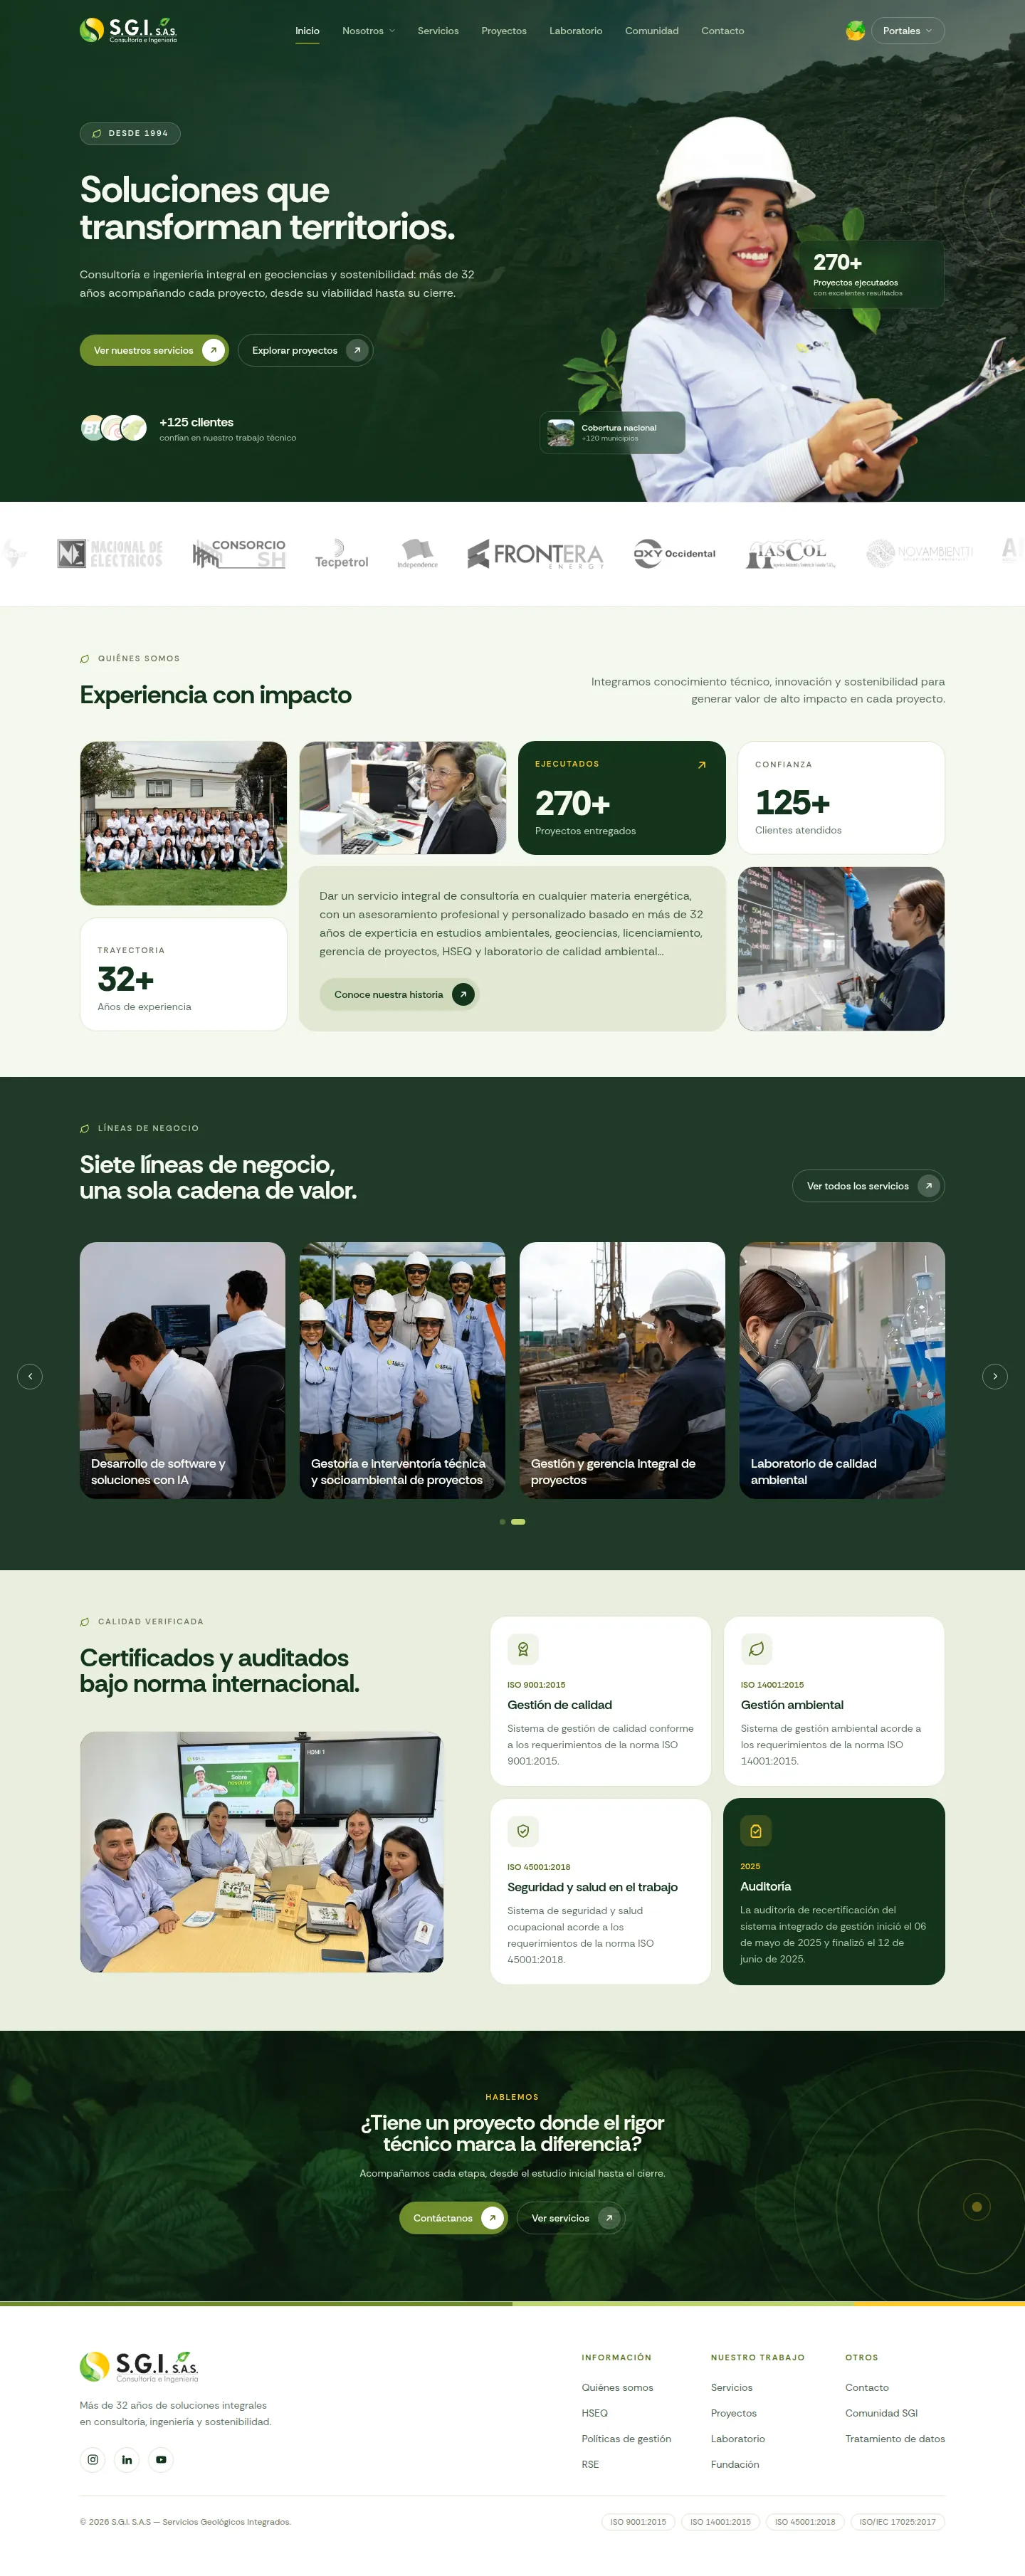 S.G.I. S.A.S.
Consultoría e Ingeniería
Inicio
Nosotros
Servicios
Proyectos
Laboratorio
Comunidad
Contacto
Portales
DESDE 1994
Soluciones que
transforman territorios.
Consultoría e ingeniería integral en geociencias y sostenibilidad: más de 32
años acompañando cada proyecto, desde su viabilidad hasta su cierre.
Ver nuestros servicios
Explorar proyectos
+125 clientes
confían en nuestro trabajo técnico
270+
Proyectos ejecutados
con excelentes resultados
Cobertura nacional
+120 municipios
NACIONAL DE
ELECTRICOS
CONSORCIO
SH
Tecpetrol
Independence
FRONTERA
ENERGY
OXY Occidental
IASCOL
NOVAMBIENTTI
QUIÉNES SOMOS
Experiencia con impacto
Integramos conocimiento técnico, innovación y sostenibilidad para
generar valor de alto impacto en cada proyecto.
EJECUTADOS
270+
Proyectos entregados
CONFIANZA
125+
Clientes atendidos
TRAYECTORIA
32+
Años de experiencia
Dar un servicio integral de consultoría en cualquier materia energética,
con un asesoramiento profesional y personalizado basado en más de 32
años de experticia en estudios ambientales, geociencias, licenciamiento,
gerencia de proyectos, HSEQ y laboratorio de calidad ambiental...
Conoce nuestra historia
LÍNEAS DE NEGOCIO
Siete líneas de negocio,
una sola cadena de valor.
Ver todos los servicios
Desarrollo de software y
soluciones con IA
Gestoría e interventoría técnica
y socioambiental de proyectos
Gestión y gerencia integral de
proyectos
Laboratorio de calidad
ambiental
CALIDAD VERIFICADA
Certificados y auditados
bajo norma internacional.
HDMI 1
Sobre
nosotros
ISO 9001:2015
Gestión de calidad
Sistema de gestión de calidad conforme
a los requerimientos de la norma ISO
9001:2015.
ISO 14001:2015
Gestión ambiental
Sistema de gestión ambiental acorde a
los requerimientos de la norma ISO
14001:2015.
ISO 45001:2018
Seguridad y salud en el trabajo
Sistema de seguridad y salud
ocupacional acorde a los
requerimientos de la norma ISO
45001:2018.
2025
Auditoría
La auditoría de recertificación del
sistema integrado de gestión inició el 06
de mayo de 2025 y finalizó el 12 de
junio de 2025.
HABLEMOS
¿Tiene un proyecto donde el rigor
técnico marca la diferencia?
Acompañamos cada etapa, desde el estudio inicial hasta el cierre.
Contáctanos
Ver servicios
S.G.I. S.A.S.
Consultoría e Ingeniería
Más de 32 años de soluciones integrales
en consultoría, ingeniería y sostenibilidad.
INFORMACIÓN
Quiénes somos
HSEQ
Políticas de gestión
RSE
NUESTRO TRABAJO
Servicios
Proyectos
Laboratorio
Fundación
OTROS
Contacto
Comunidad SGI
Tratamiento de datos
© 2026 S.G.I. S.A.S — Servicios Geológicos Integrados.
ISO 9001:2015
ISO 14001:2015
ISO 45001:2018
ISO/IEC 17025:2017